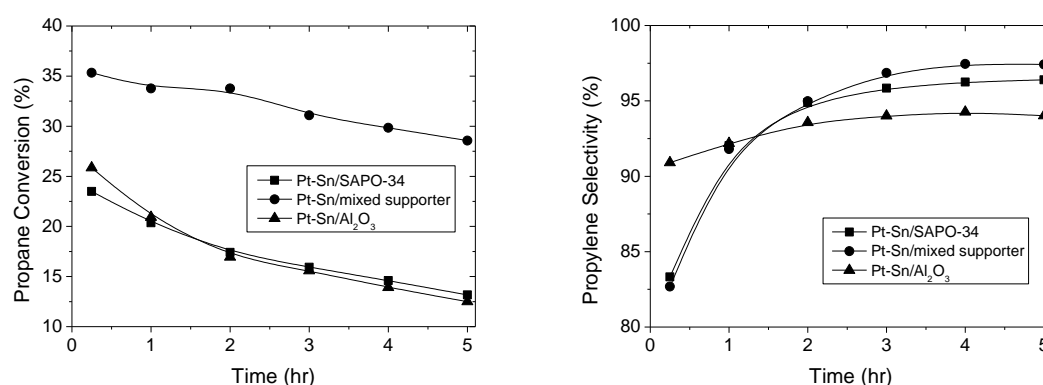 40
35
30
25
20
15
10
0 1 2 3 4 5
Propane Conversion (%)
Time (hr)
Pt-Sn/SAPO-34
Pt-Sn/mixed supporter
Pt-Sn/Al₂O₃
100
95
90
85
80
0 1 2 3 4 5
Propylene Selectivity (%)
Time (hr)
Pt-Sn/SAPO-34
Pt-Sn/mixed supporter
Pt-Sn/Al₂O₃